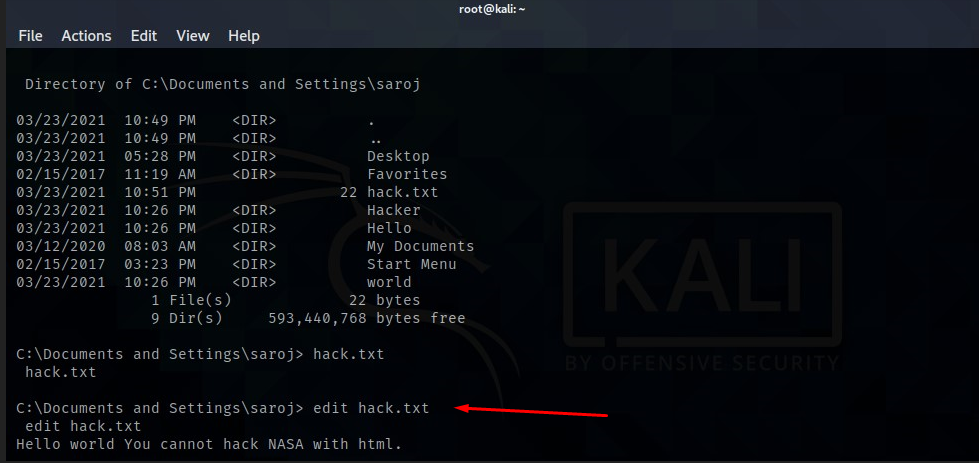 root@kali: ~
File Actions Edit View Help
Directory of C:\Documents and Settings\saroj
03/23/2021 10:49 PM <DIR> .
03/23/2021 10:49 PM <DIR> ..
03/23/2021 05:28 PM <DIR> Desktop
02/15/2017 11:19 AM <DIR> Favorites
03/23/2021 10:51 PM 22 hack.txt
03/23/2021 10:26 PM <DIR> Hacker
03/23/2021 10:26 PM <DIR> Hello
03/12/2020 08:03 AM <DIR> My Documents
02/15/2017 03:23 PM <DIR> Start Menu
03/23/2021 10:26 PM <DIR> world
1 File(s) 22 bytes
9 Dir(s) 593,440,768 bytes free
C:\Documents and Settings\saroj> hack.txt
hack.txt
C:\Documents and Settings\saroj> edit hack.txt
edit hack.txt
Hello world You cannot hack NASA with html.
KALI
BY OFFENSIVE SECURITY